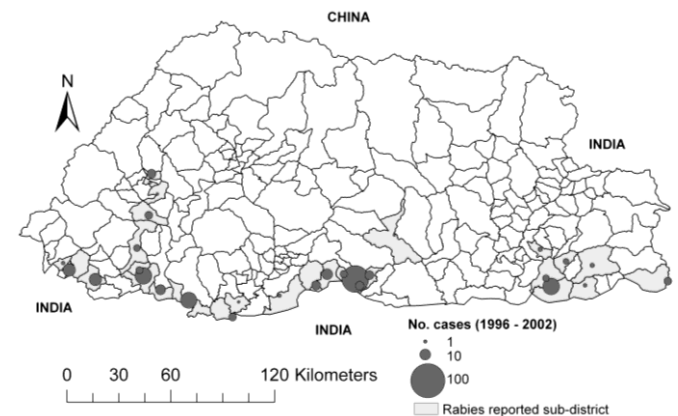 CHINA
N
INDIA
INDIA
INDIA
No. cases (1996 - 2002)
1
10
100
0 30 60 120 Kilometers
Rabies reported sub-district